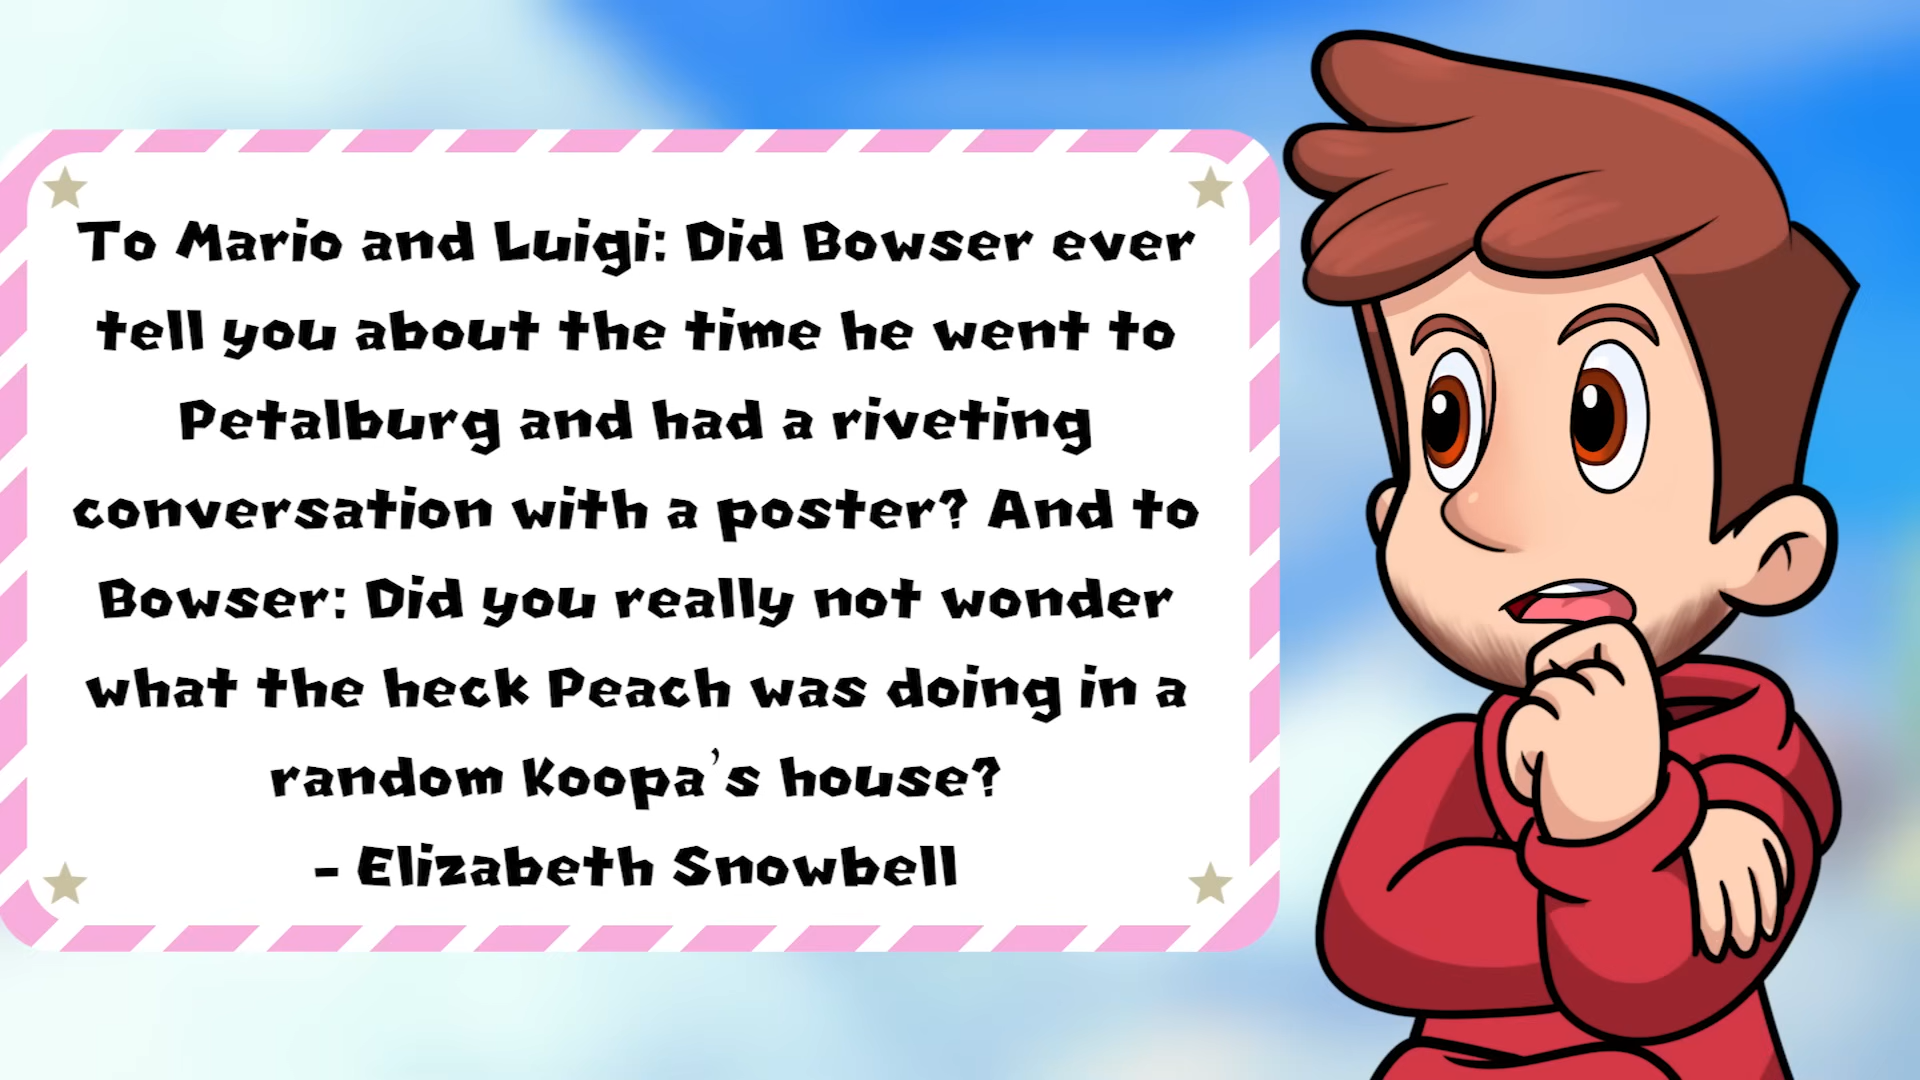 To Mario and Luigi: Did Bowser ever
tell you about the time he went to
Petalburg and had a riveting
conversation with a poster? And to
Bowser: Did you really not wonder
what the heck Peach was doing in a
random Koopa's house?
- Elizabeth Snowbell